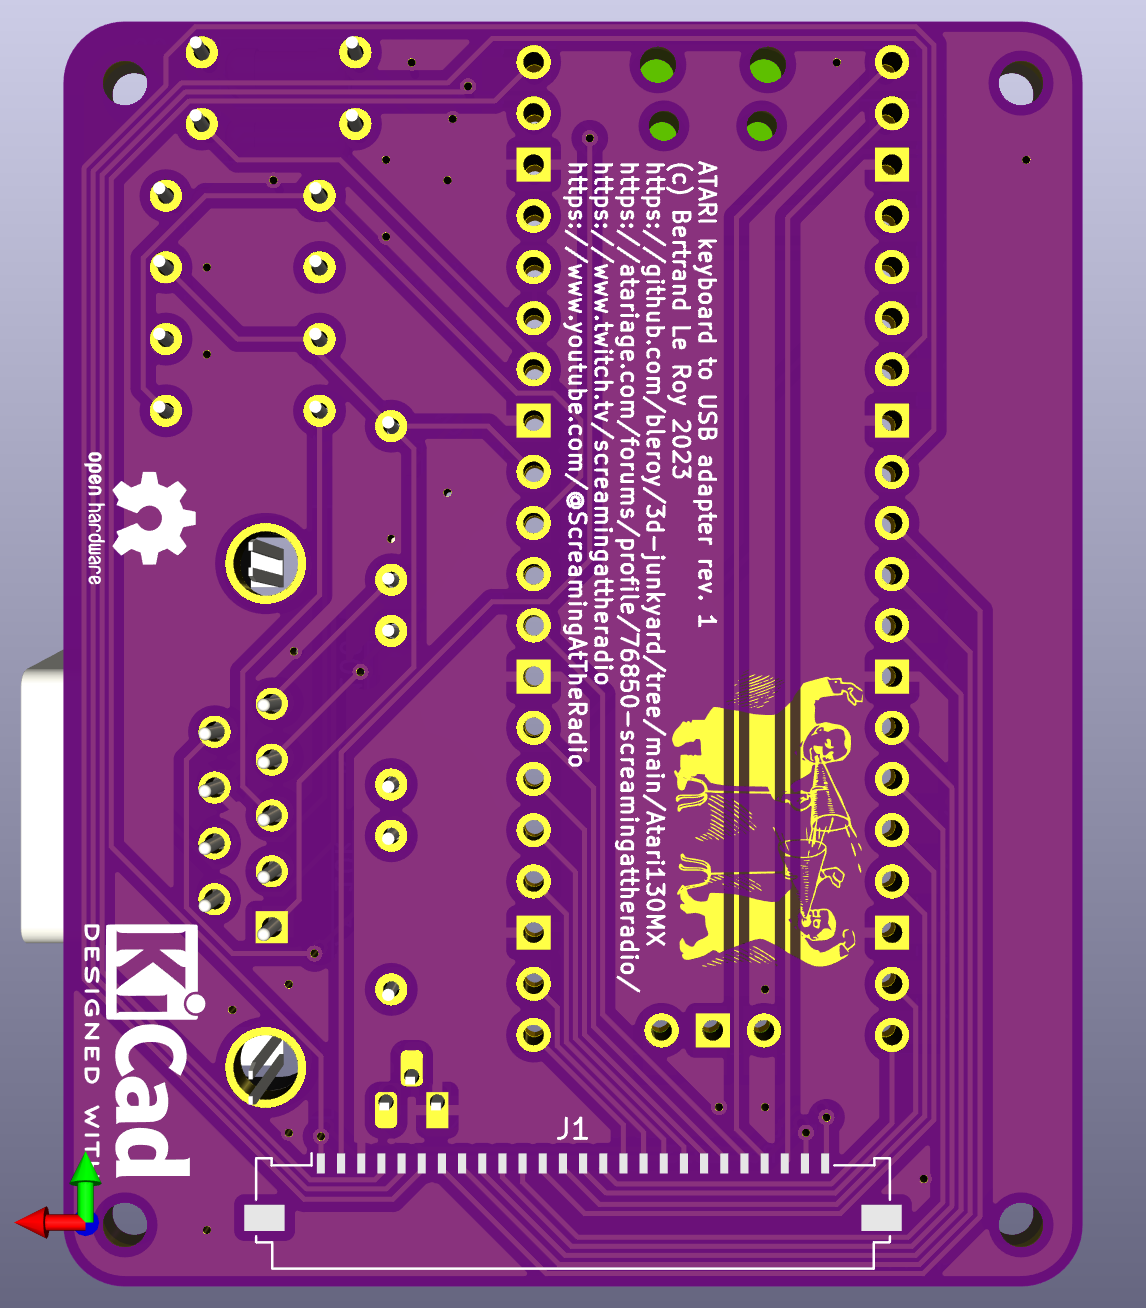 ATARI keyboard to USB adapter rev. 1
(c) Bertrand Le Roy 2023
https://github.com/bleroy/3d-junkyard/tree/main/Atari130MX
https://atariage.com/forums/profile/76850-screamingattheradio/
https://www.twitch.tv/screamingattheradio
https://www.youtube.com/@ScreamingAtTheRadio
open hardware
KiCad
DESIGNED WITH
J1